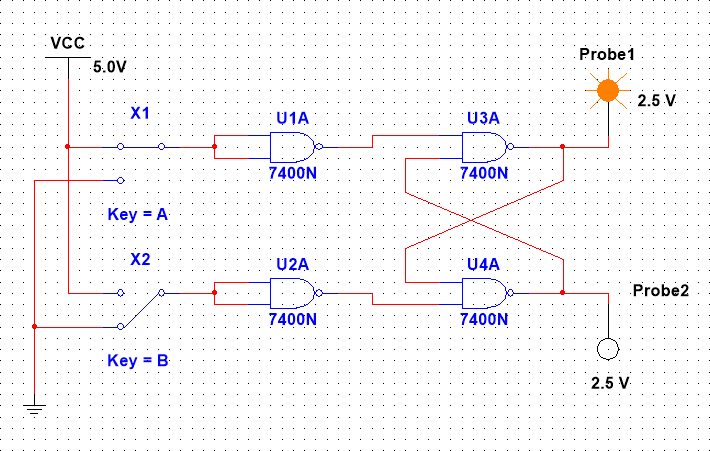 VCC
5.0V
Probe1
2.5 V
X1
U1A
7400N
U3A
7400N
Key = A
X2
U2A
7400N
U4A
7400N
Probe2
Key = B
2.5 V